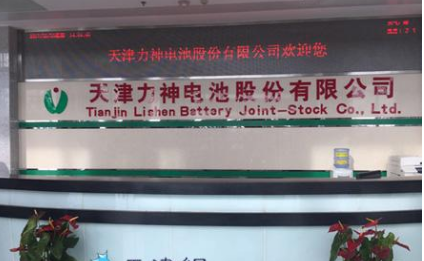 天津力神电池股份有限公司欢迎您
天津力神电池股份有限公司
Tianjin Lishen Battery Joint-Stock Co., Ltd.